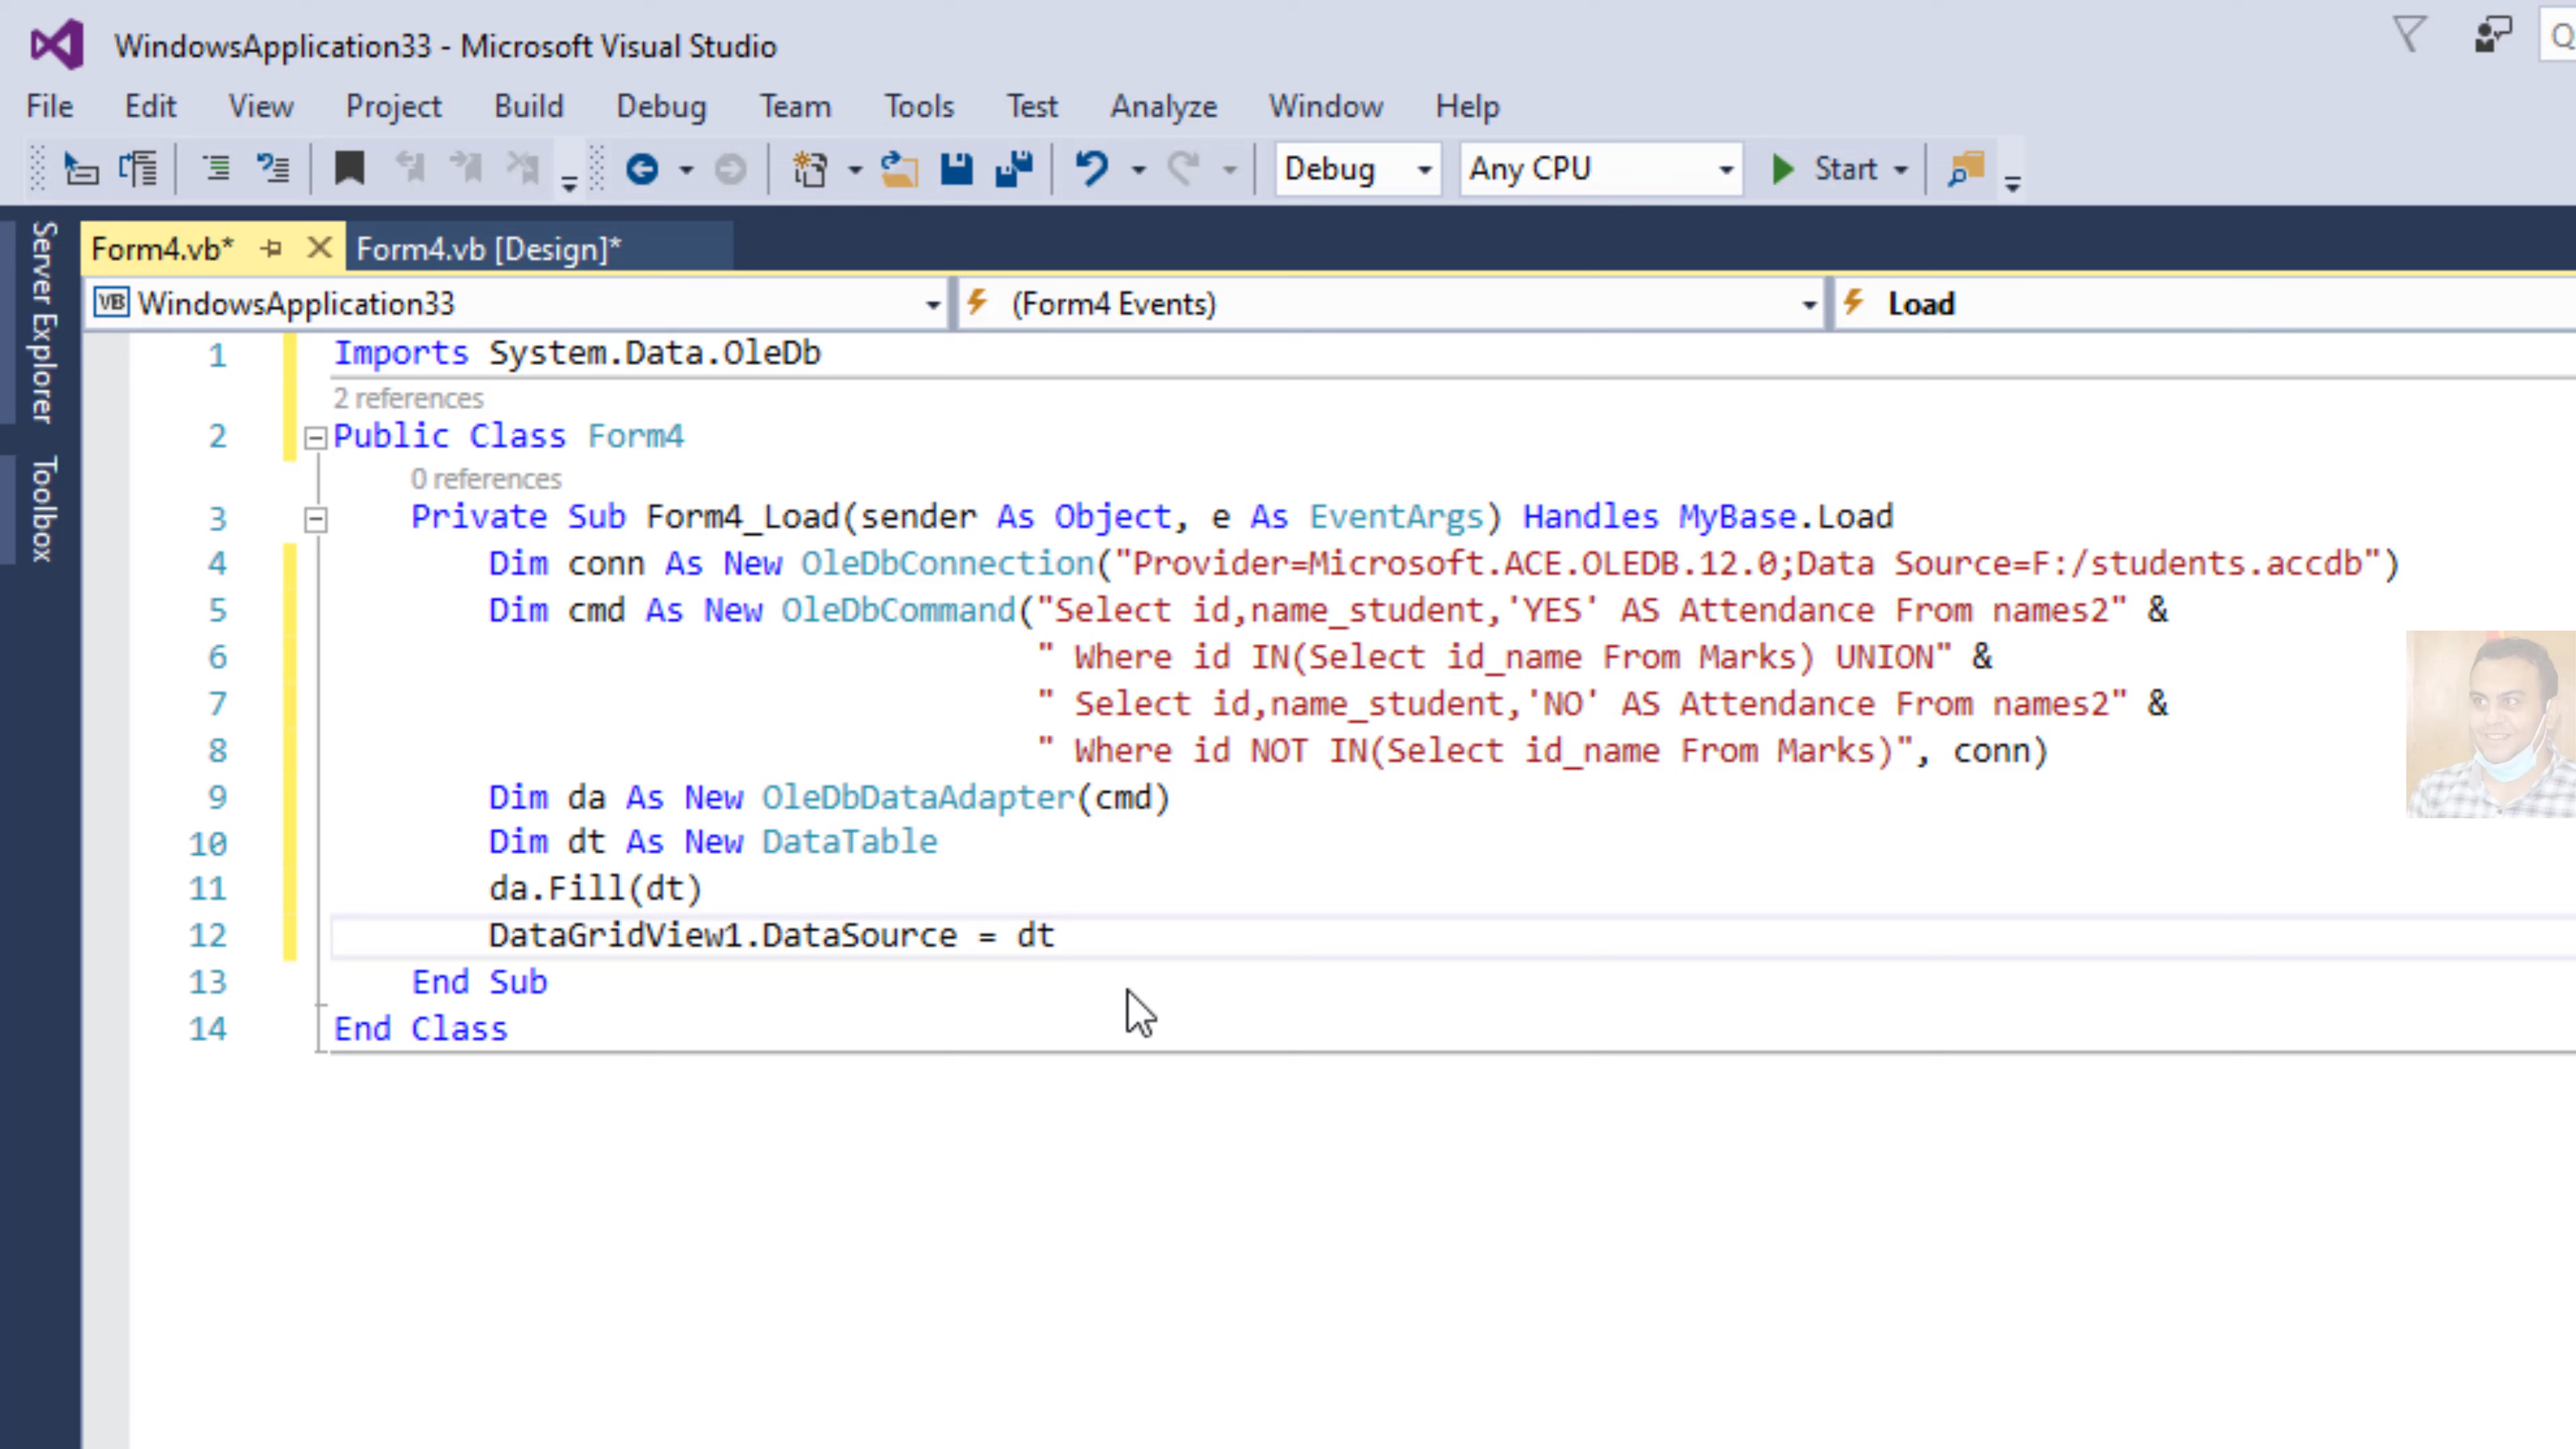 WindowsApplication33 - Microsoft Visual Studio
File Edit View Project Build Debug Team Tools Test Analyze Window Help
Debug Any CPU Start
Server Explorer
Toolbox
Form4.vb* Form4.vb [Design]*
VB WindowsApplication33 (Form4 Events) Load
1 Imports System.Data.OleDb
2 references
2 Public Class Form4
0 references
3 Private Sub Form4_Load(sender As Object, e As EventArgs) Handles MyBase.Load
4 Dim conn As New OleDbConnection("Provider=Microsoft.ACE.OLEDB.12.0;Data Source=F:/students.accdb")
5 Dim cmd As New OleDbCommand("Select id,name_student,'YES' AS Attendance From names2" &
6 " Where id IN(Select id_name From Marks) UNION" &
7 " Select id,name_student,'NO' AS Attendance From names2" &
8 " Where id NOT IN(Select id_name From Marks)", conn)
9 Dim da As New OleDbDataAdapter(cmd)
10 Dim dt As New DataTable
11 da.Fill(dt)
12 DataGridView1.DataSource = dt
13 End Sub
14 End Class